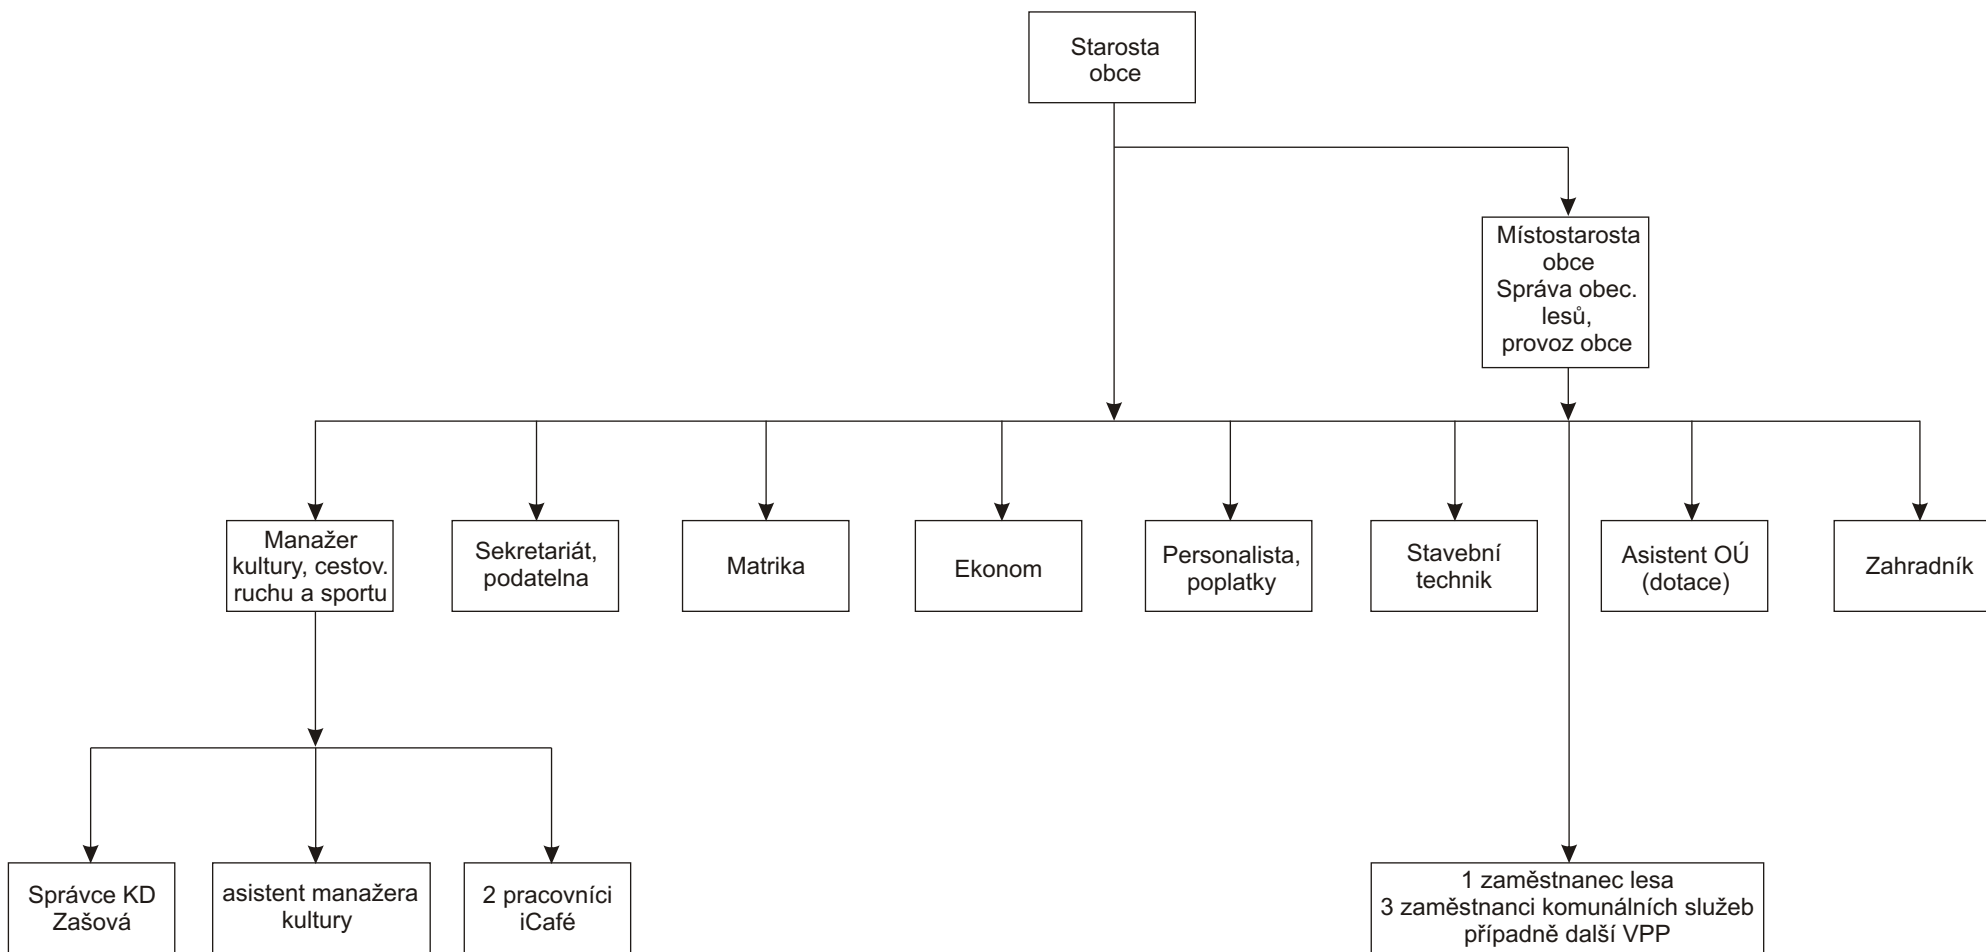 Starosta
obce
Místostarosta
obce
Správa obec.
lesů,
provoz obce
Manažer
kultury, cestov.
ruchu a sportu
Sekretariát,
podatelna
Matrika
Ekonom
Personalista,
poplatky
Stavební
technik
Asistent OÚ
(dotace)
Zahradník
Správce KD
Zašová
asistent manažera
kultury
2 pracovníci
iCafé
1 zaměstnanec lesa
3 zaměstnanci komunálních služeb
případně další VPP